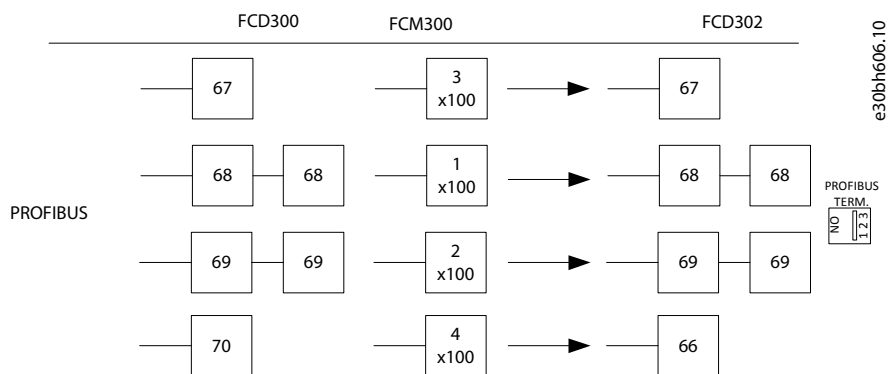 FCD300 FCM300 FCD302
e30bh606.10
67 3 x100 67
68 68 1 x100 68 68
PROFIBUS
PROFIBUS
TERM.
ON
1 2 3
69 69 2 x100 69 69
70 4 x100 66